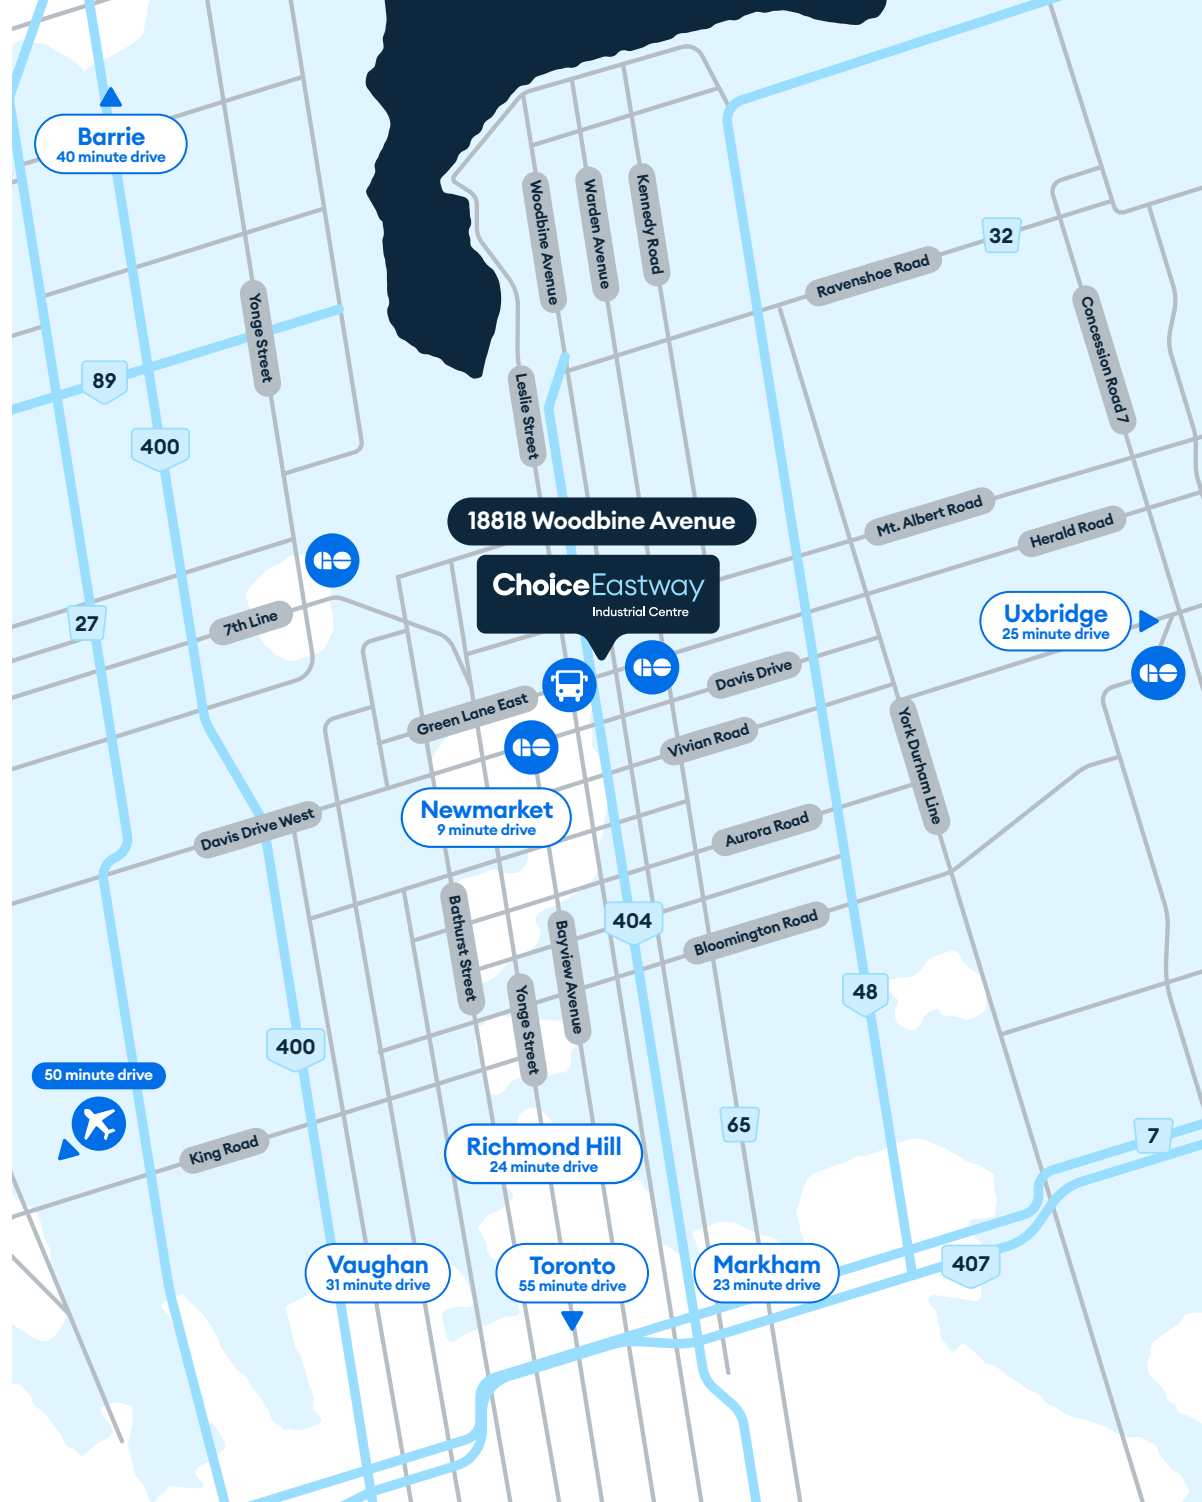 Barrie
40 minute drive
Woodbine Avenue
Warden Avenue
Kennedy Road
32
Ravenshoe Road
Yonge Street
Concession Road 7
89
Leslie Street
400
18818 Woodbine Avenue
Mt. Albert Road
Herald Road
ChoiceEastway
Industrial Centre
7th Line
27
Uxbridge
25 minute drive
Davis Drive
Green Lane East
Vivian Road
York Durham Line
Newmarket
9 minute drive
Davis Drive West
Aurora Road
Bathurst Street
Bayview Avenue
404
Bloomington Road
Yonge Street
48
400
50 minute drive
65
7
King Road
Richmond Hill
24 minute drive
Vaughan
31 minute drive
Toronto
55 minute drive
Markham
23 minute drive
407